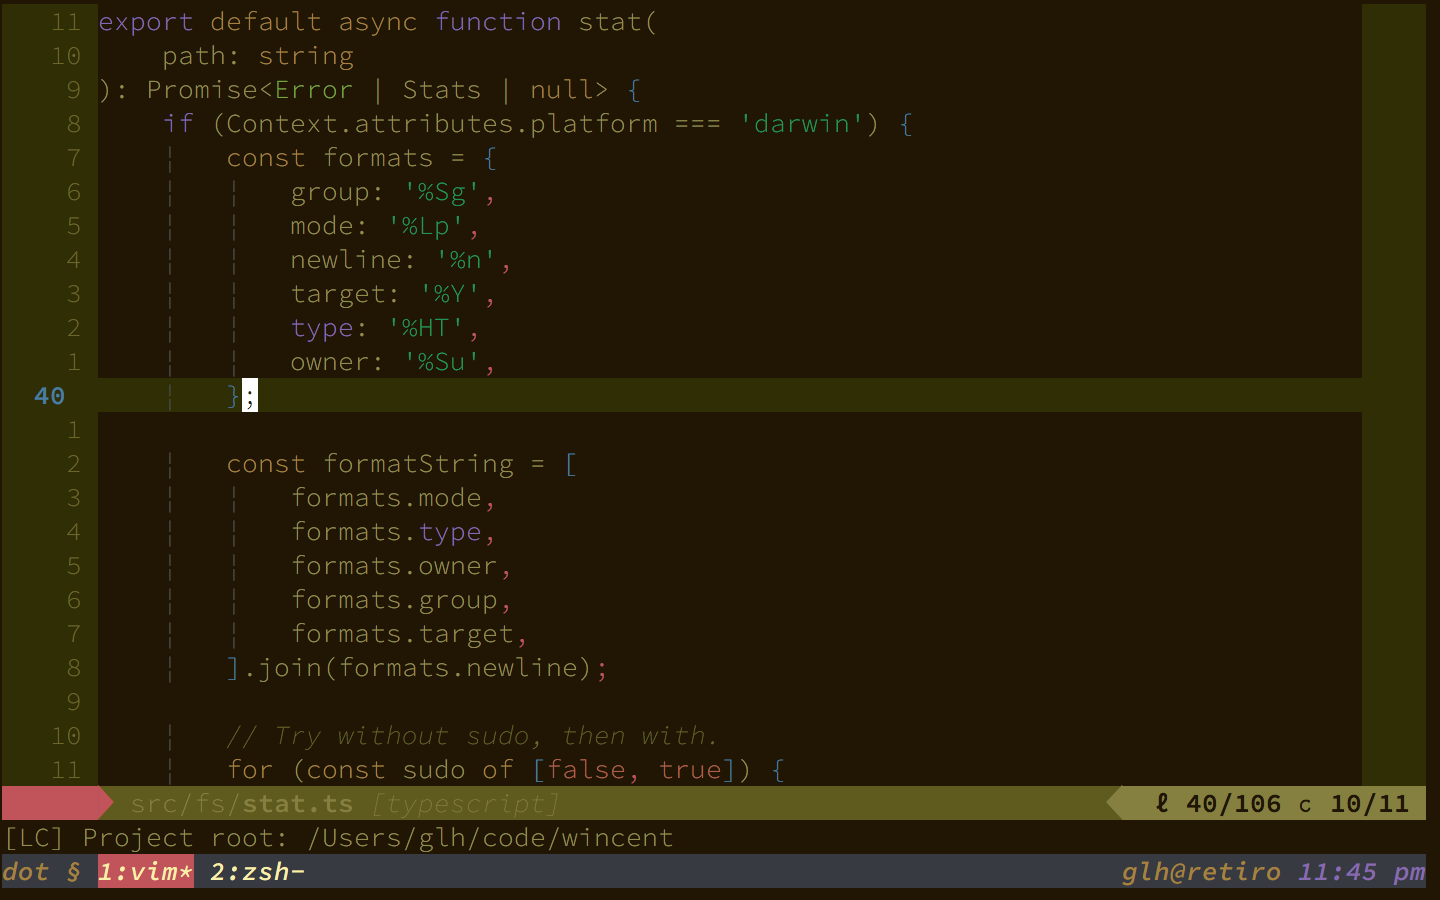 11 export default async function stat(
10     path: string
9 ): Promise<Error | Stats | null> {
8     if (Context.attributes.platform === 'darwin') {
7     ¦   const formats = {
6     ¦   ¦   group: '%Sg',
5     ¦   ¦   mode: '%Lp',
4     ¦   ¦   newline: '%n',
3     ¦   ¦   target: '%Y',
2     ¦   ¦   type: '%HT',
1     ¦   ¦   owner: '%Su',
40     ¦   };
1
2     ¦   const formatString = [
3     ¦   ¦   formats.mode,
4     ¦   ¦   formats.type,
5     ¦   ¦   formats.owner,
6     ¦   ¦   formats.group,
7     ¦   ¦   formats.target,
8     ¦   ].join(formats.newline);
9
10     ¦   // Try without sudo, then with.
11     ¦   for (const sudo of [false, true]) {
src/fs/stat.ts [typescript] ℓ 40/106 c 10/11
[LC] Project root: /Users/glh/code/wincent
dot § 1:vim* 2:zsh- glh@retiro 11:45 pm